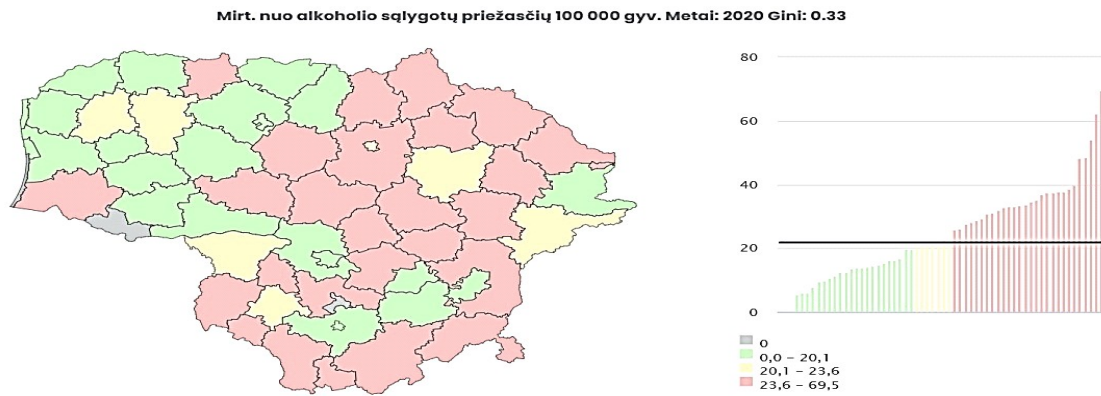 Mirt. nuo alkoholio sąlygotų priežasčių 100 000 gyv. Metai: 2020 Gini: 0.33
80
60
40
20
0
0
0,0 – 20,1
20,1 – 23,6
23,6 – 69,5